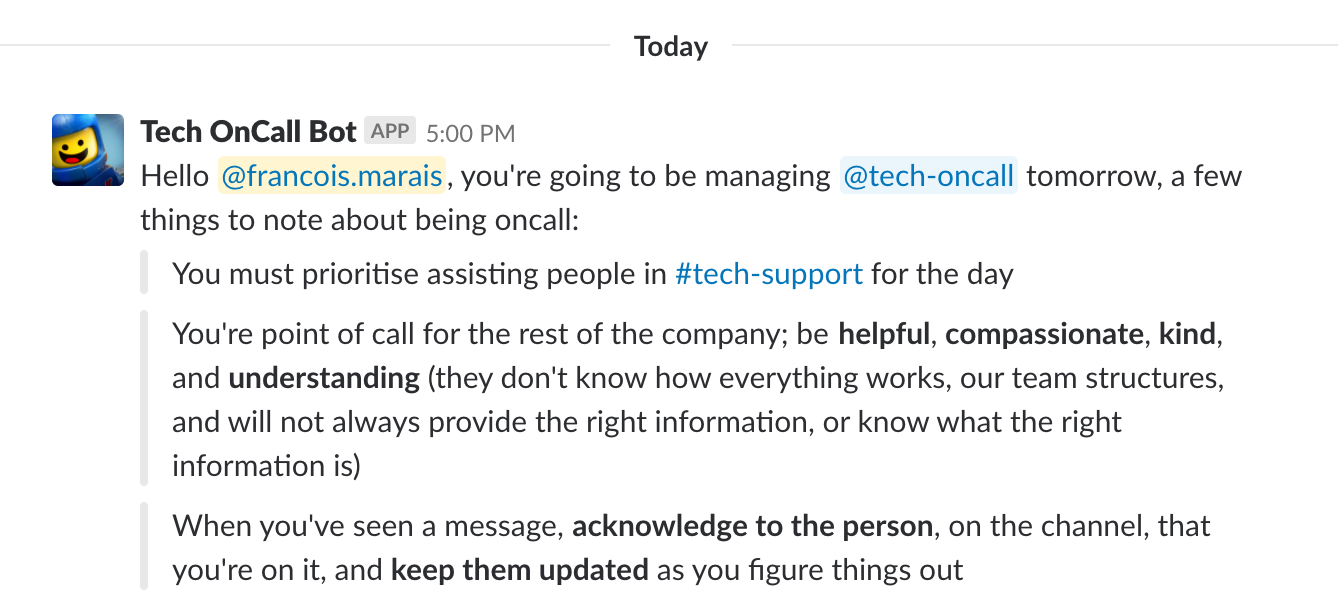 Today
Tech OnCall Bot APP 5:00 PM
Hello @francois.marais, you're going to be managing @tech-oncall tomorrow, a few
things to note about being oncall:
You must prioritise assisting people in #tech-support for the day
You're point of call for the rest of the company; be helpful, compassionate, kind,
and understanding (they don't know how everything works, our team structures,
and will not always provide the right information, or know what the right
information is)
When you've seen a message, acknowledge to the person, on the channel, that
you're on it, and keep them updated as you figure things out